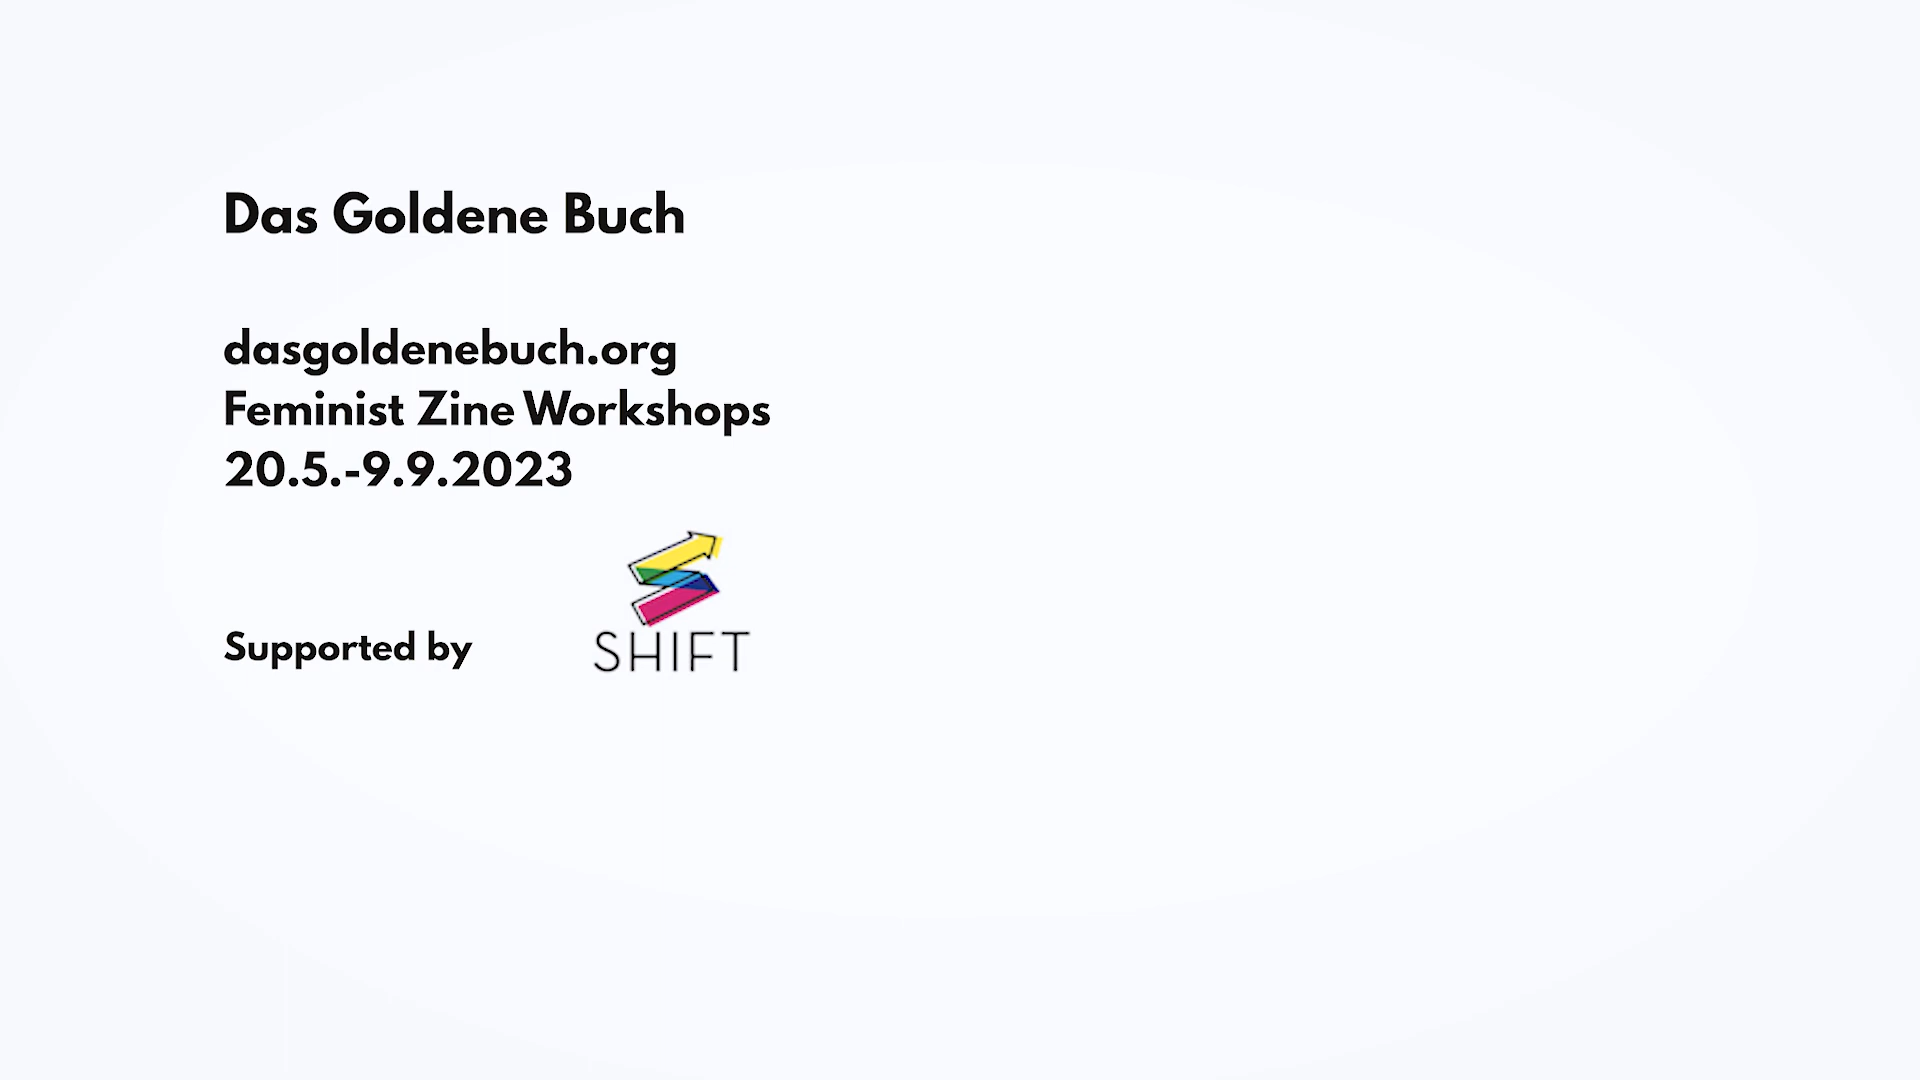 Das Goldene Buch
dasgoldenebuch.org
Feminist Zine Workshops
20.5.-9.9.2023
Supported by
SHIFT